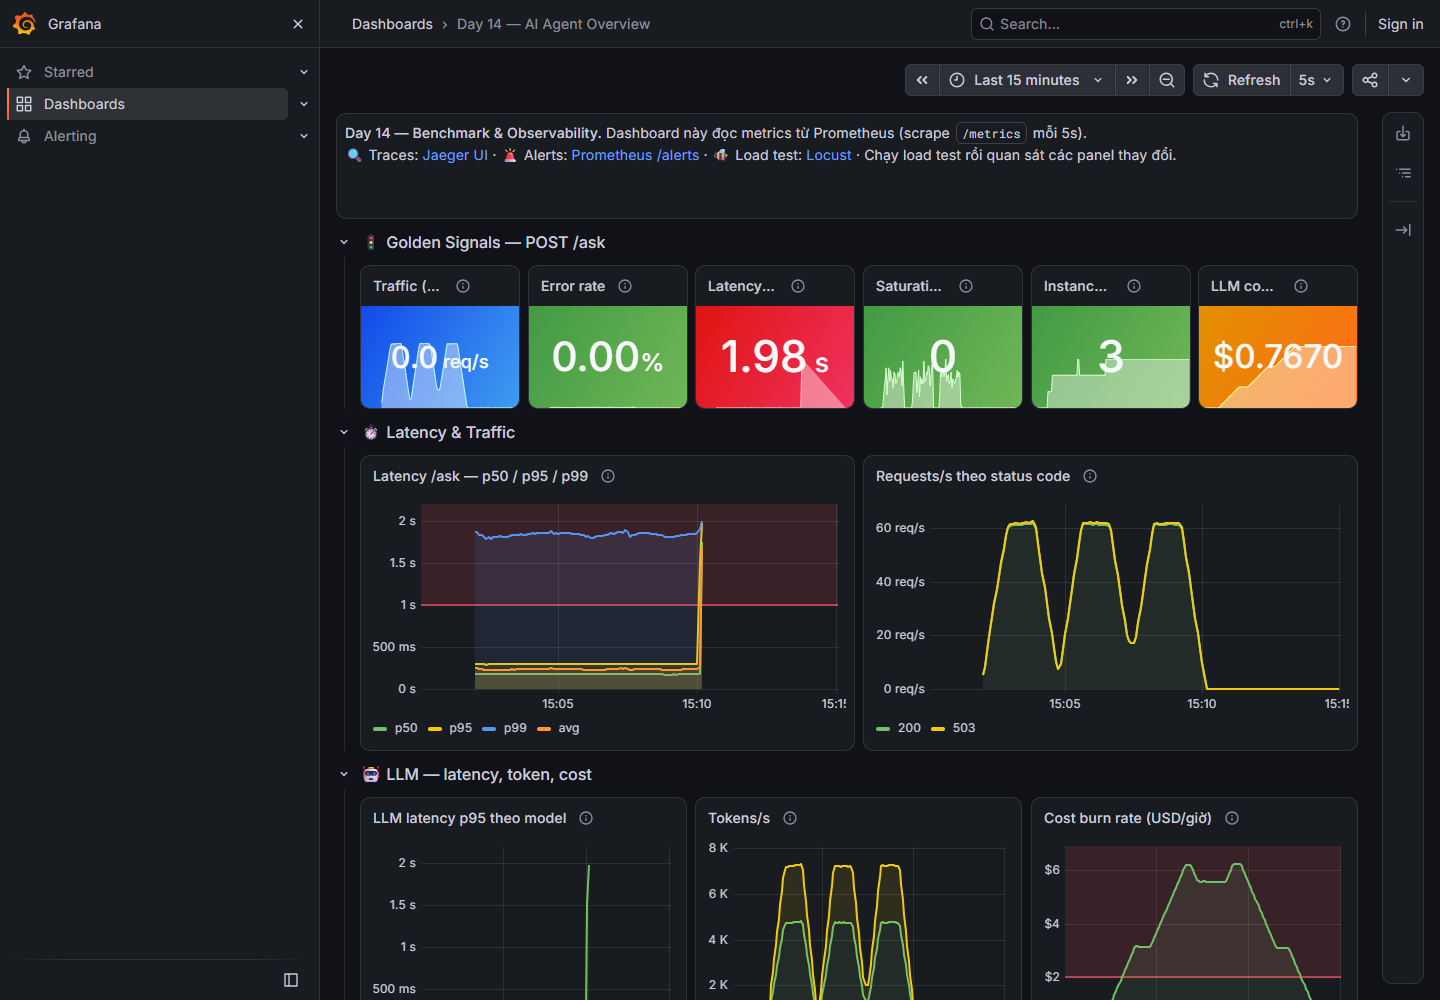 Grafana
Dashboards › Day 14 — AI Agent Overview
Search...
ctrl+k
Sign in
Starred
Dashboards
Alerting
Last 15 minutes
Refresh
5s
Day 14 — Benchmark & Observability. Dashboard này đọc metrics từ Prometheus (scrape /metrics mỗi 5s).
Traces: Jaeger UI · Alerts: Prometheus /alerts · Load test: Locust · Chạy load test rồi quan sát các panel thay đổi.
Golden Signals — POST /ask
Traffic (...
Error rate
Latency...
Saturati...
Instanc...
LLM co...
0.0 req/s
0.00%
1.98 s
0
3
$0.7670
Latency & Traffic
Latency /ask — p50 / p95 / p99
2 s
1.5 s
1 s
500 ms
0 s
15:05
15:10
15:15
p50
p95
p99
avg
Requests/s theo status code
60 req/s
40 req/s
20 req/s
0 req/s
15:05
15:10
15:15
200
503
LLM — latency, token, cost
LLM latency p95 theo model
2 s
1.5 s
1 s
500 ms
Tokens/s
8 K
6 K
4 K
2 K
Cost burn rate (USD/giờ)
$6
$4
$2